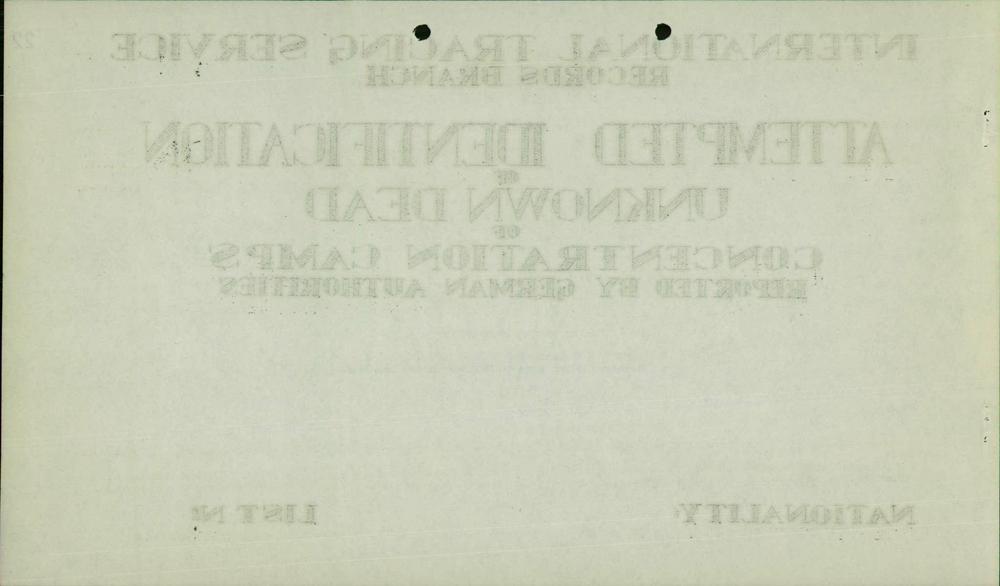 22
INTERNATIONAL TRACING SERVICE
RECORDS BRANCH
ATTEMPTED IDENTIFICATION
OF
UNKNOWN DEAD
OF
CONCENTRATION CAMPS
REPORTED BY GERMAN AUTHORITIES
NATIONALITY: LIST Nº